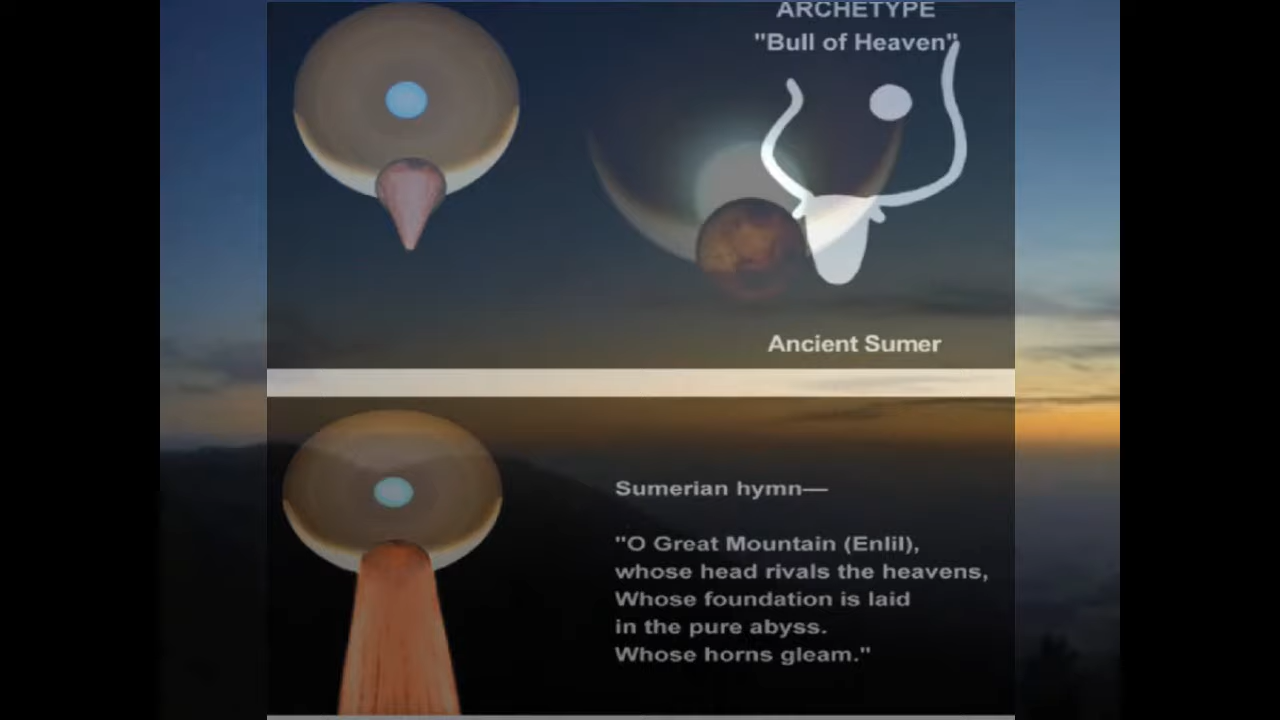 ARCHETYPE
"Bull of Heaven"
Ancient Sumer
Sumerian hymn—
"O Great Mountain (Enlil),
whose head rivals the heavens,
Whose foundation is laid
in the pure abyss.
Whose horns gleam."